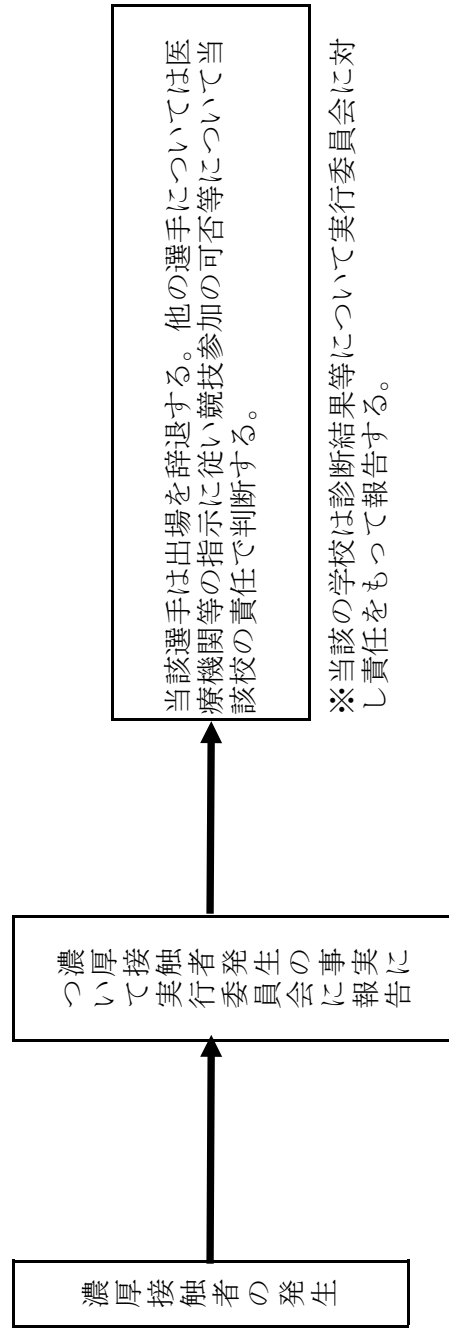 濃厚接触者の発生
濃厚接触者発生の事実に
ついて実行委員会に報告
当該選手は出場を辞退する。他の選手については医
療機関等の指示に従い競技参加の可否等について当
該校の責任で判断する。
※当該の学校は診断結果等について実行委員会に対
し責任をもって報告する。